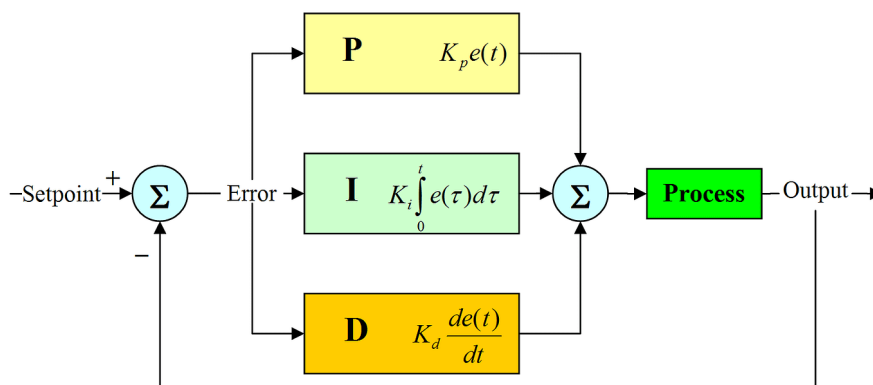 P K_p e(t)
+
Setpoint Σ Error I K_i ∫_0^t e(τ)dτ Σ Process Output
−
D K_d de(t)/dt